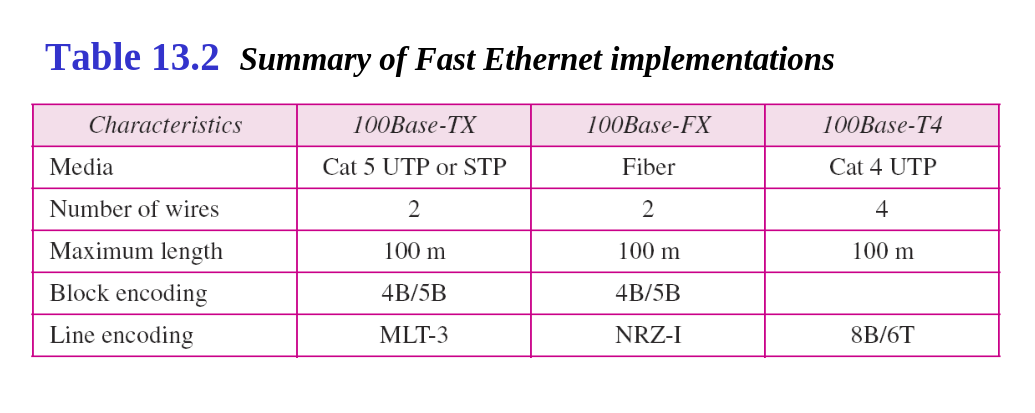 Table 13.2 Summary of Fast Ethernet implementations
Characteristics 100Base-TX 100Base-FX 100Base-T4
Media Cat 5 UTP or STP Fiber Cat 4 UTP
Number of wires 2 2 4
Maximum length 100 m 100 m 100 m
Block encoding 4B/5B 4B/5B
Line encoding MLT-3 NRZ-I 8B/6T